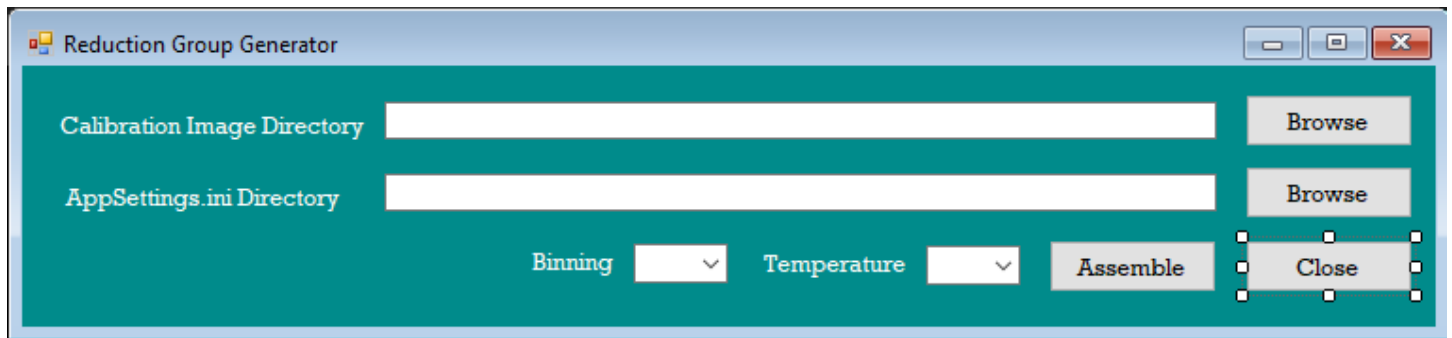 Reduction Group Generator
Calibration Image Directory Browse
AppSettings.ini Directory Browse
Binning Temperature Assemble Close